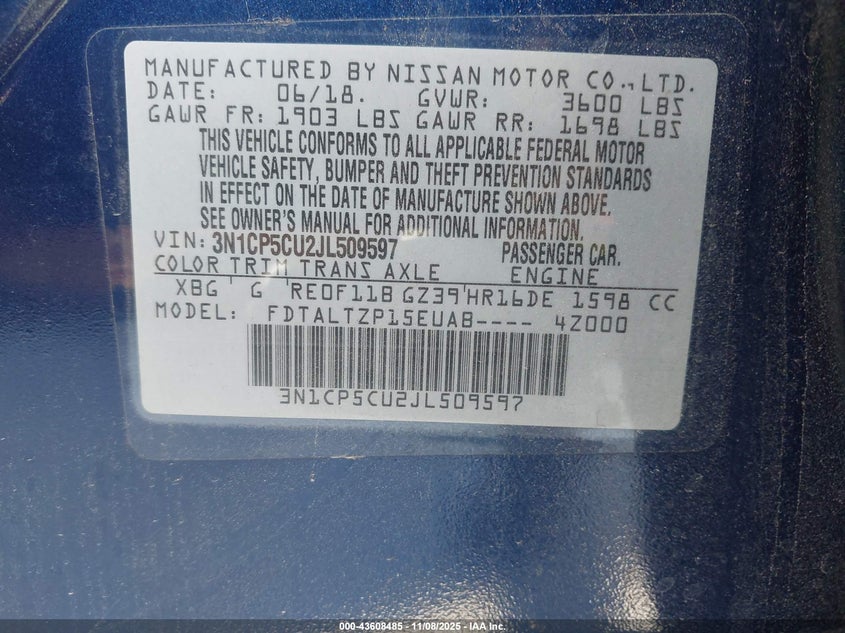 MANUFACTURED BY NISSAN MOTOR CO.,LTD.
DATE: 06/18. GVWR: 3600 LBS
GAWR FR: 1903 LBS GAWR RR: 1698 LBS
THIS VEHICLE CONFORMS TO ALL APPLICABLE FEDERAL MOTOR
VEHICLE SAFETY, BUMPER AND THEFT PREVENTION STANDARDS
IN EFFECT ON THE DATE OF MANUFACTURE SHOWN ABOVE.
SEE OWNER'S MANUAL FOR ADDITIONAL INFORMATION.
VIN: 3N1CP5CU2JL509597 PASSENGER CAR.
COLOR TRIM TRANS AXLE ENGINE
XBG G RE0F11B GZ39 HR16DE 1598 CC
MODEL: FDTALTZP15EUAB---- 4Z000
3N1CP5CU2JL509597
000-43608485 - 11/08/2025 - IAA, Inc.